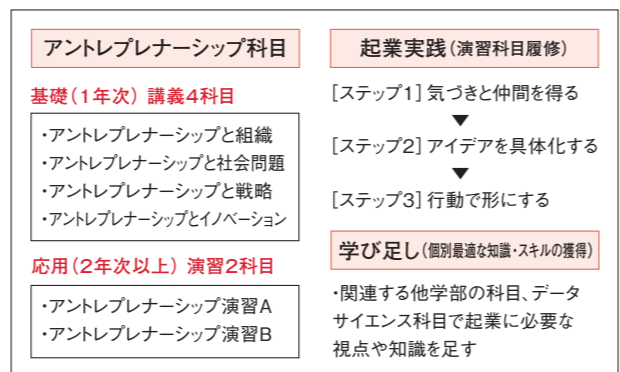 アントレプレナーシップ科目
基礎（1年次） 講義4科目
・アントレプレナーシップと組織
・アントレプレナーシップと社会問題
・アントレプレナーシップと戦略
・アントレプレナーシップとイノベーション
応用（2年次以上） 演習2科目
・アントレプレナーシップ演習A
・アントレプレナーシップ演習B
起業実践（演習科目履修）
［ステップ1］気づきと仲間を得る
▼
［ステップ2］アイデアを具体化する
▼
［ステップ3］行動で形にする
学び足し（個別最適な知識・スキルの獲得）
・関連する他学部の科目、データ
サイエンス科目で起業に必要な
視点や知識を足す